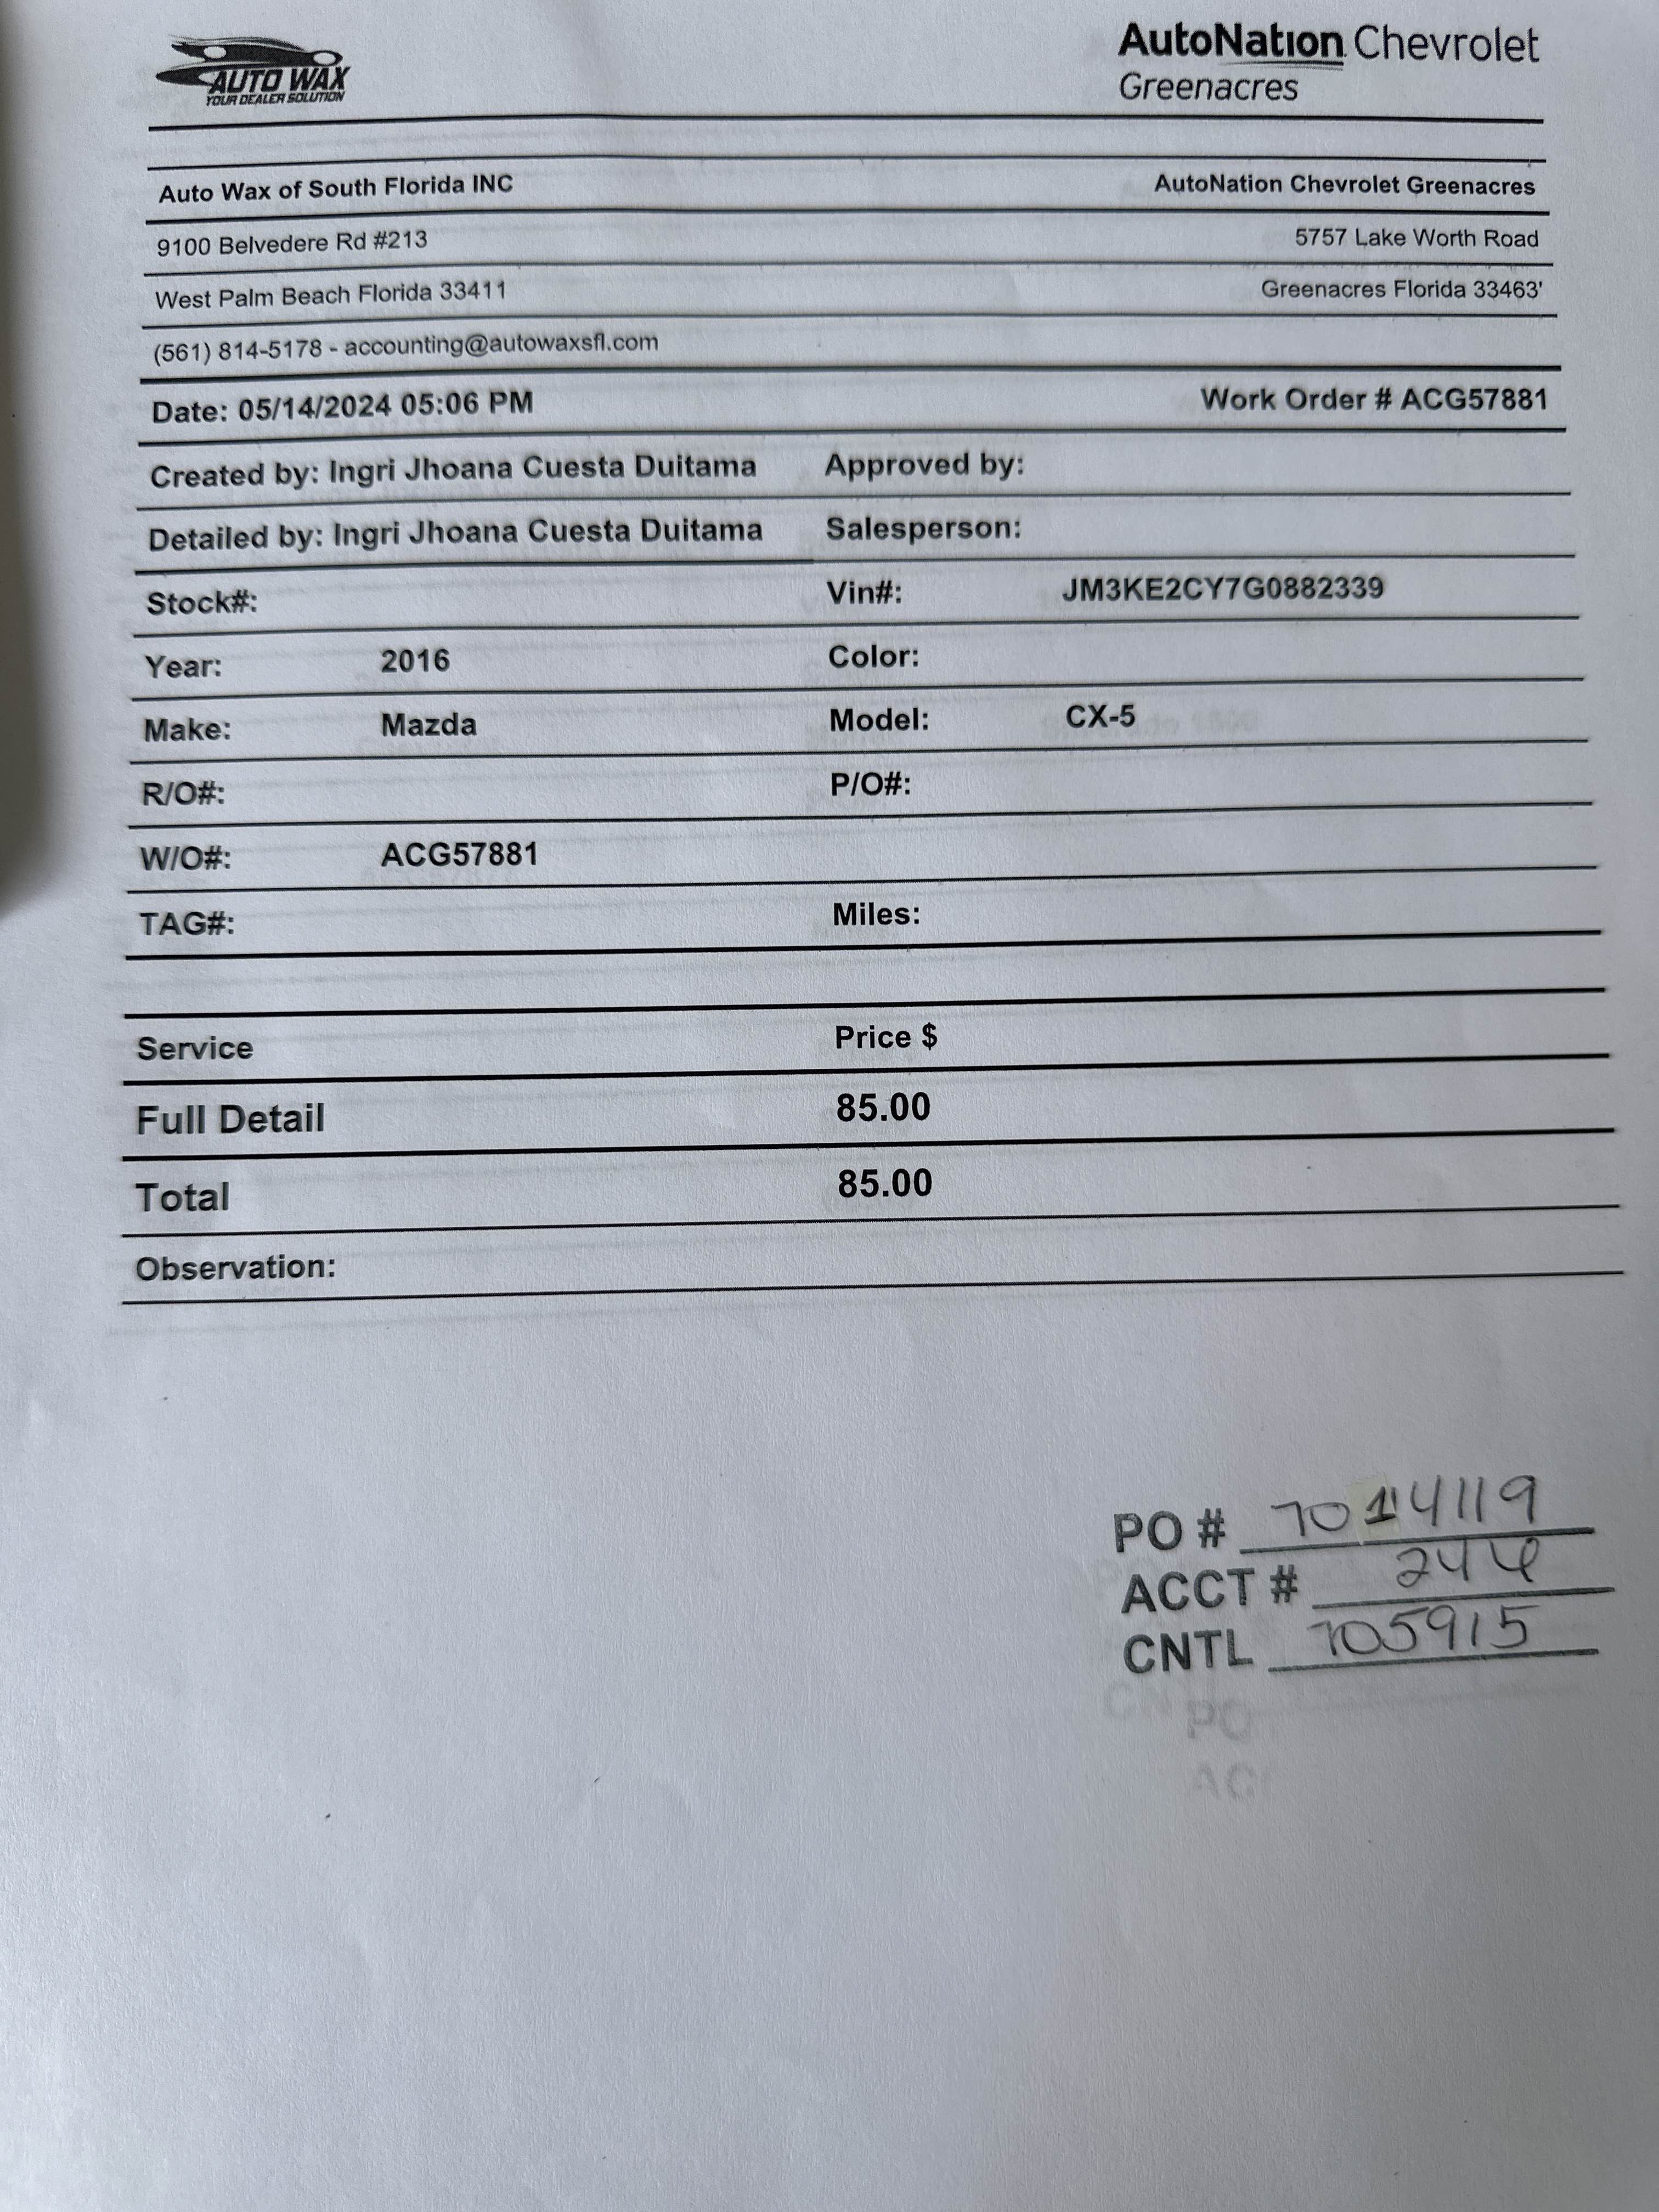 AUTO WAX
YOUR DEALER SOLUTION
AutoNation Chevrolet
Greenacres
Auto Wax of South Florida INC AutoNation Chevrolet Greenacres
9100 Belvedere Rd #213 5757 Lake Worth Road
West Palm Beach Florida 33411 Greenacres Florida 33463'
(561) 814-5178 - accounting@autowaxsfl.com
Date: 05/14/2024 05:06 PM Work Order # ACG57881
Created by: Ingri Jhoana Cuesta Duitama Approved by:
Detailed by: Ingri Jhoana Cuesta Duitama Salesperson:
Stock#: Vin#: JM3KE2CY7G0882339
Year: 2016 Color:
Make: Mazda Model: CX-5
R/O#: P/O#:
W/O#: ACG57881
TAG#: Miles:
Service Price $
Full Detail 85.00
Total 85.00
Observation:
PO # 7014119
ACCT # 244
CNTL 705915
PO